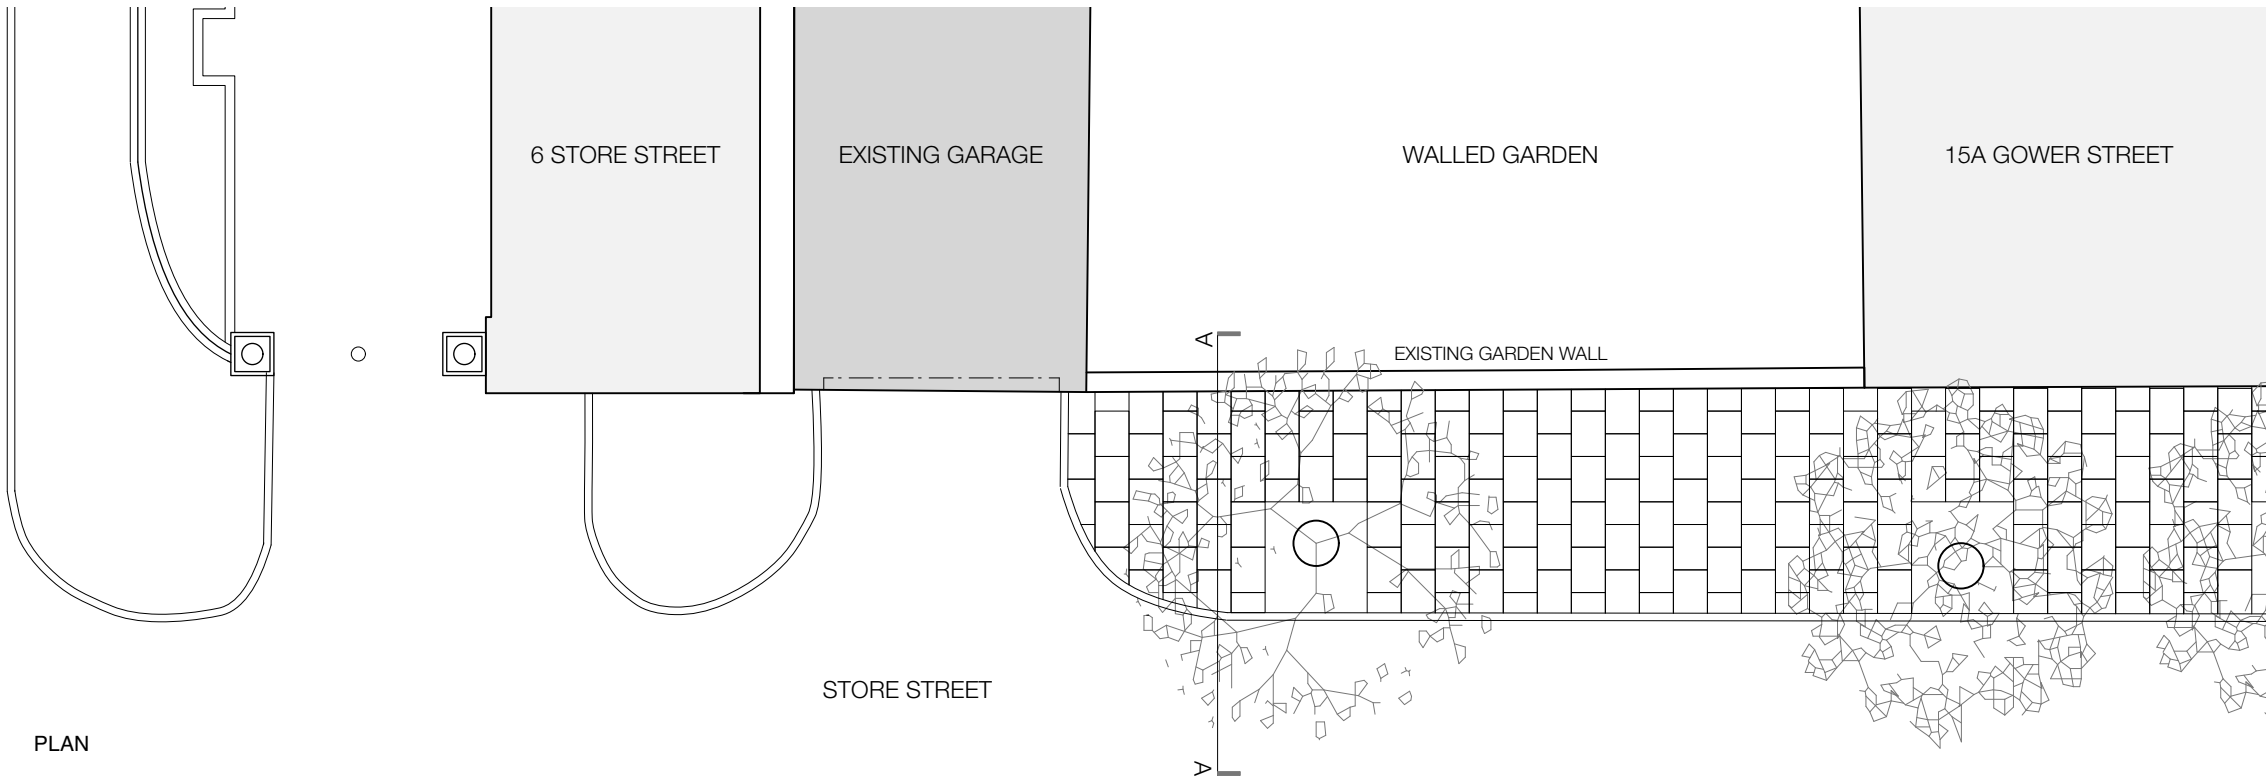 6 STORE STREET
EXISTING GARAGE
WALLED GARDEN
15A GOWER STREET
A
EXISTING GARDEN WALL
STORE STREET
PLAN
A